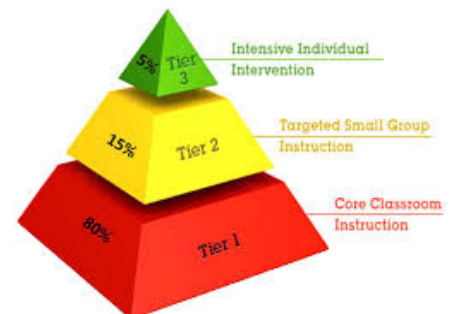 5%
Tier
3
Intensive Individual
Intervention
15%
Tier 2
Targeted Small Group
Instruction
80%
Tier 1
Core Classroom
Instruction